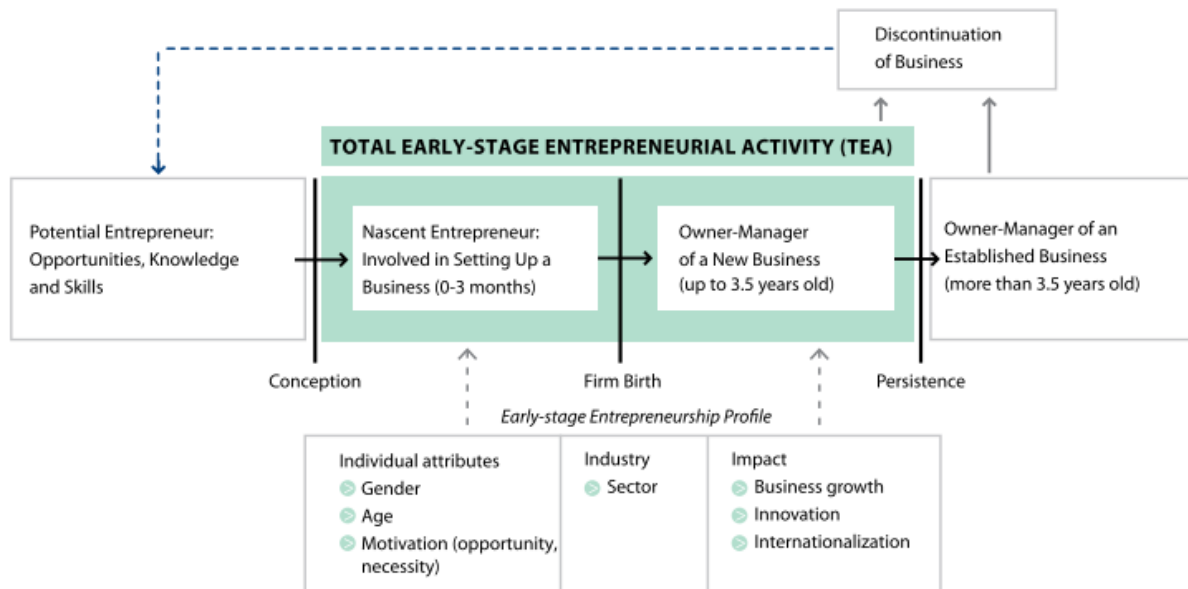 Discontinuation
of Business
TOTAL EARLY-STAGE ENTREPRENEURIAL ACTIVITY (TEA)
Potential Entrepreneur:
Opportunities, Knowledge
and Skills
Nascent Entrepreneur:
Involved in Setting Up a
Business (0-3 months)
Owner-Manager
of a New Business
(up to 3.5 years old)
Owner-Manager of an
Established Business
(more than 3.5 years old)
Conception
Firm Birth
Persistence
Early-stage Entrepreneurship Profile
Individual attributes
Gender
Age
Motivation (opportunity,
necessity)
Industry
Sector
Impact
Business growth
Innovation
Internationalization